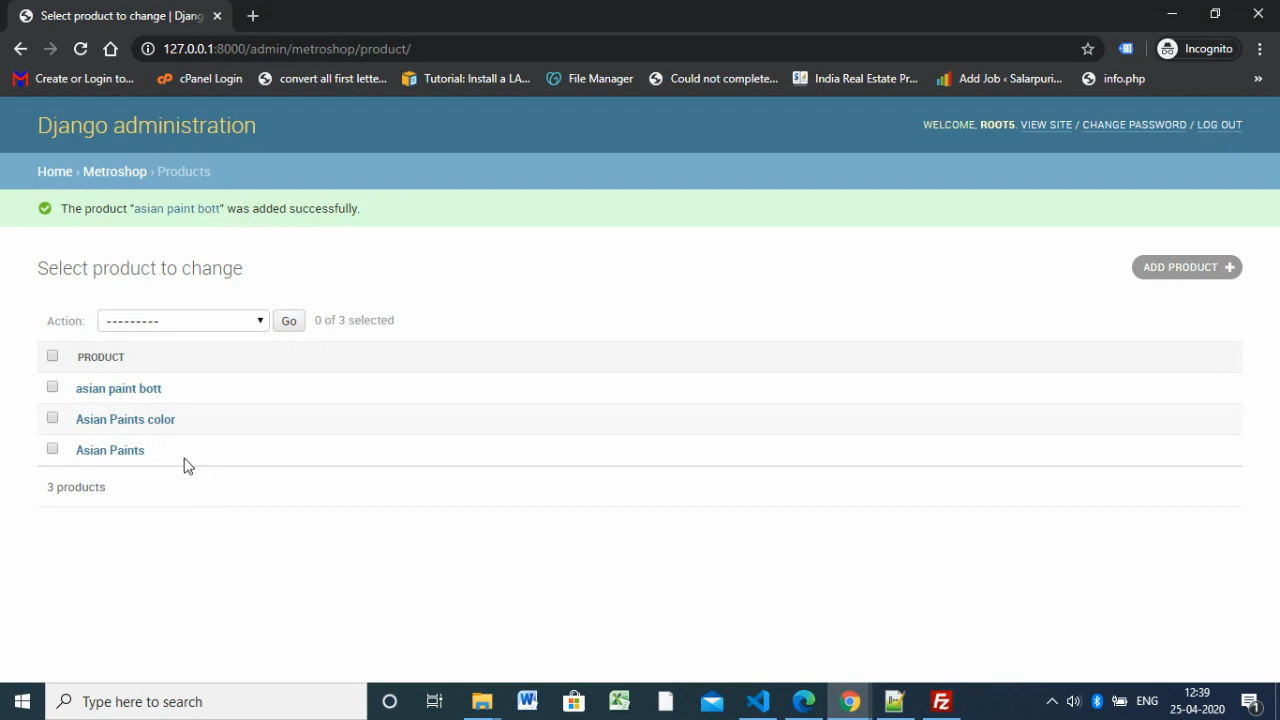 Select product to change | Djang
127.0.0.1:8000/admin/metroshop/product/
Incognito
Create or Login to...
cPanel Login
convert all first lette...
Tutorial: Install a LA...
File Manager
Could not complete...
India Real Estate Pr...
Add Job ‹ Salarpuri...
info.php
»
Django administration
WELCOME, ROOT5. VIEW SITE / CHANGE PASSWORD / LOG OUT
Home › Metroshop › Products
The product "asian paint bott" was added successfully.
Select product to change
ADD PRODUCT +
Action: --------- Go 0 of 3 selected
PRODUCT
asian paint bott
Asian Paints color
Asian Paints
3 products
Type here to search
ENG
12:39
25-04-2020
1